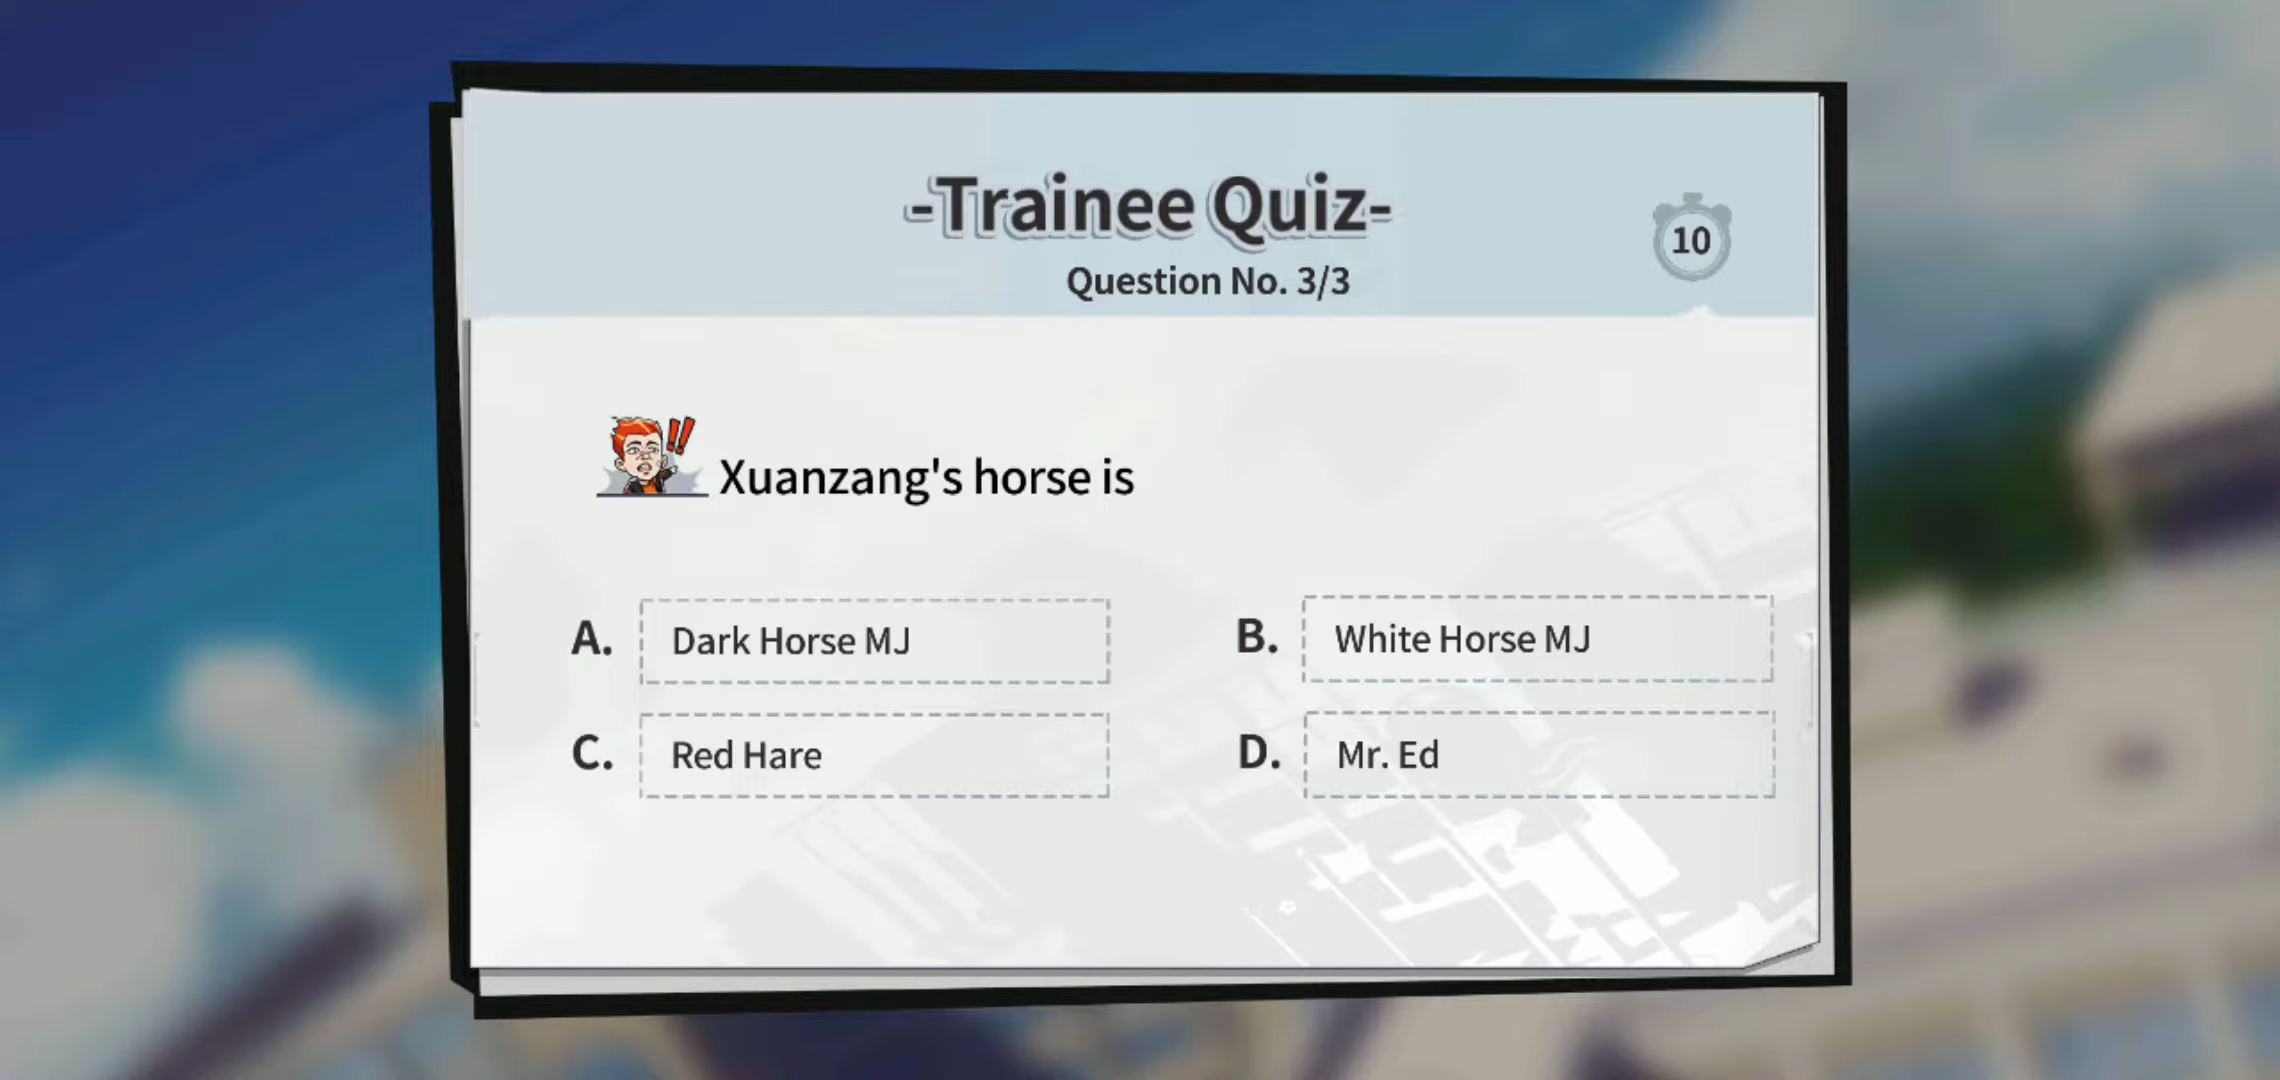 -Trainee Quiz-
Question No. 3/3
10
!! Xuanzang's horse is
A. Dark Horse MJ
B. White Horse MJ
C. Red Hare
D. Mr. Ed